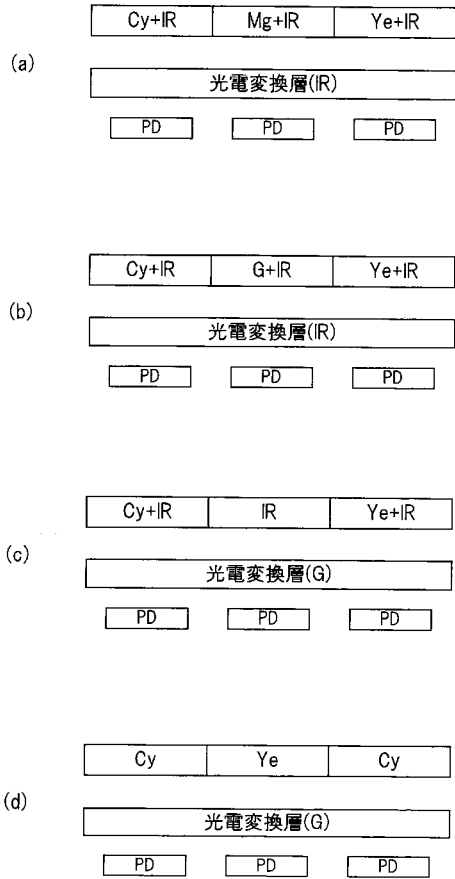 Cy+IR Mg+IR Ye+IR
(a)
光電変換層(IR)
PD PD PD
Cy+IR G+IR Ye+IR
(b)
光電変換層(IR)
PD PD PD
Cy+IR IR Ye+IR
(c)
光電変換層(G)
PD PD PD
Cy Ye Cy
(d)
光電変換層(G)
PD PD PD